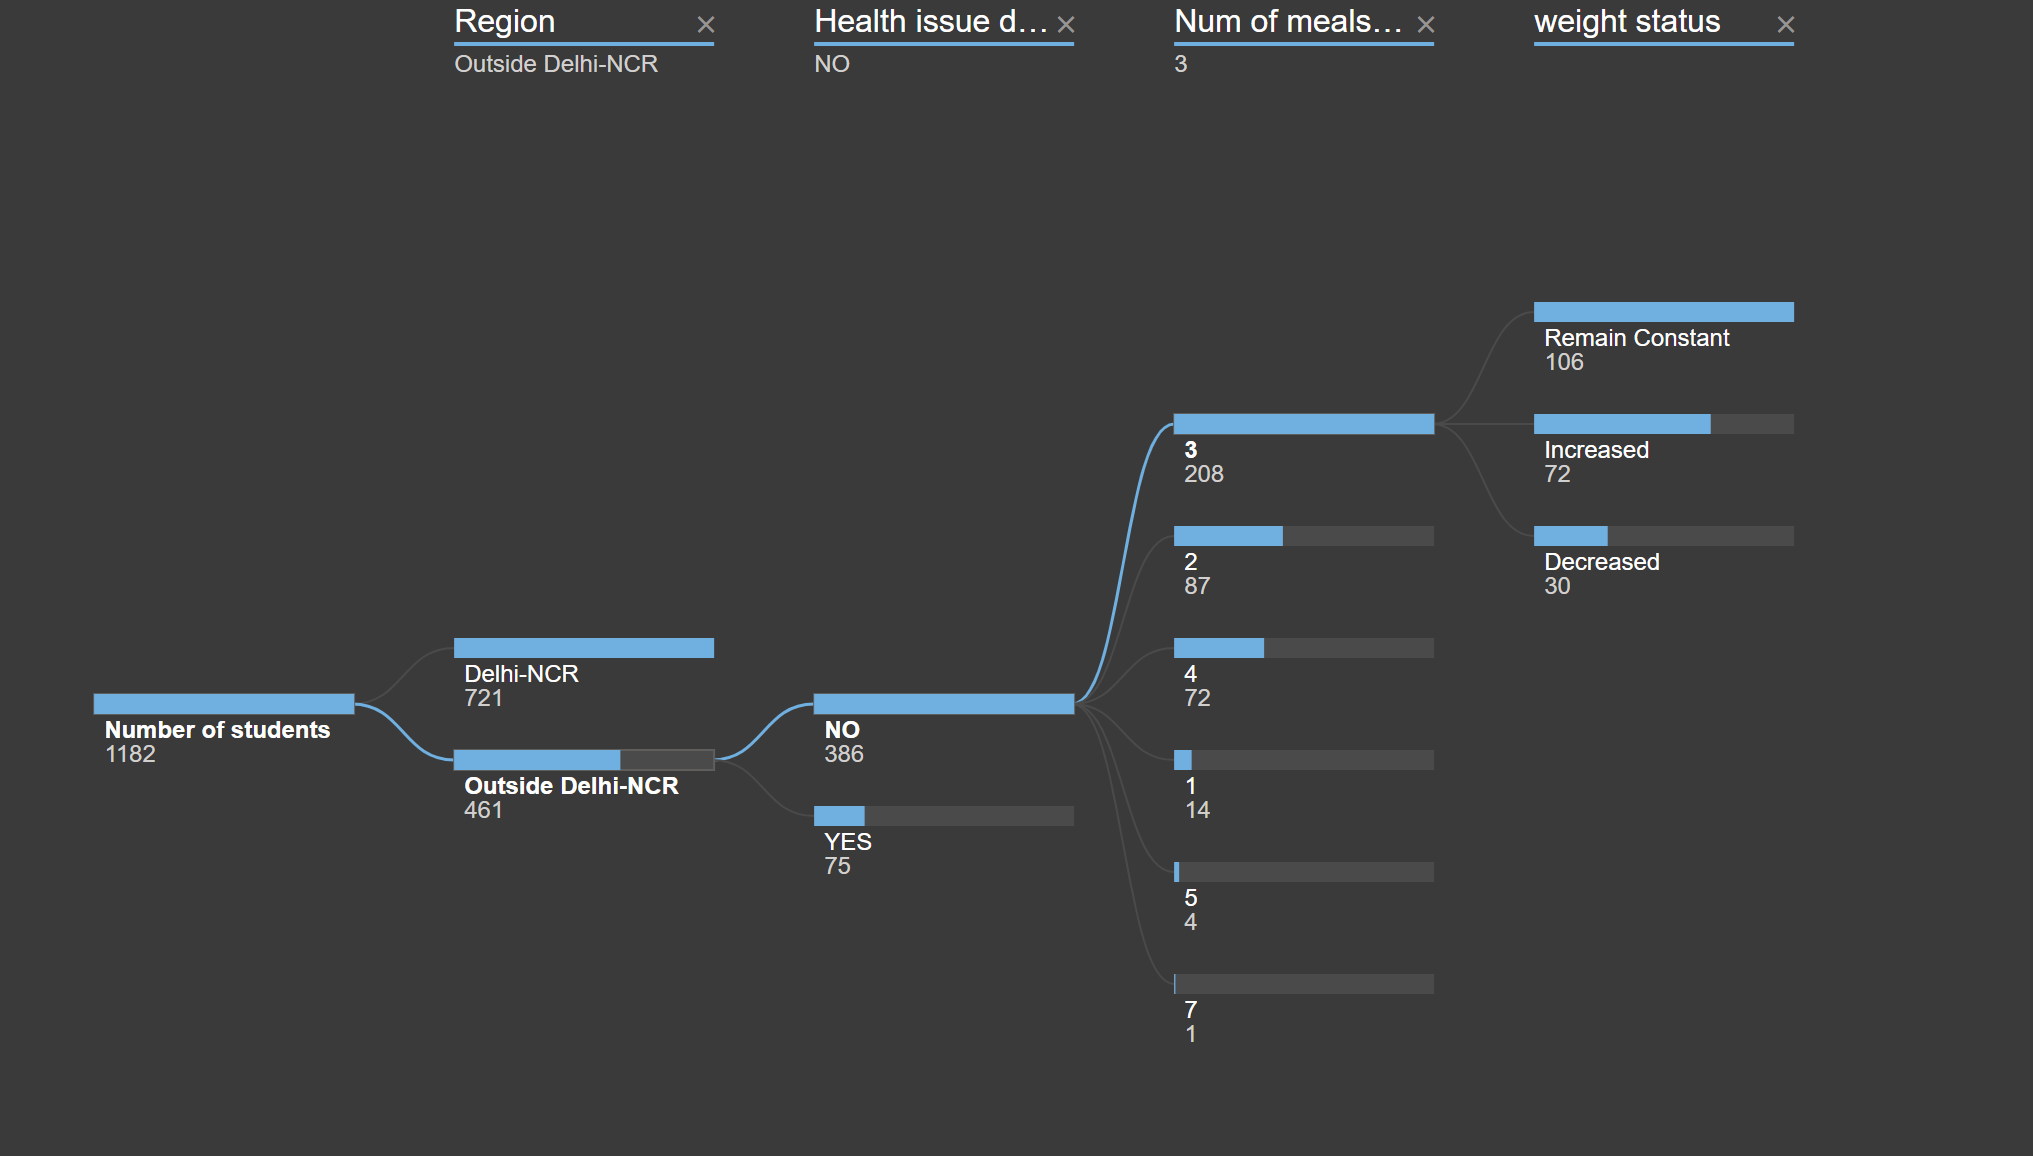 Region
Outside Delhi-NCR
Health issue d...
NO
Num of meals...
3
weight status
Number of students
1182
Delhi-NCR
721
Outside Delhi-NCR
461
NO
386
YES
75
3
208
2
87
4
72
1
14
5
4
7
1
Remain Constant
106
Increased
72
Decreased
30